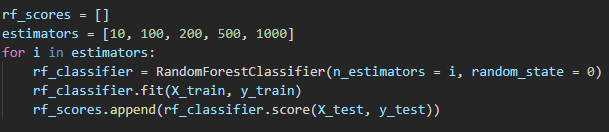 rf_scores = []
estimators = [10, 100, 200, 500, 1000]
for i in estimators:
    rf_classifier = RandomForestClassifier(n_estimators = i, random_state = 0)
    rf_classifier.fit(X_train, y_train)
    rf_scores.append(rf_classifier.score(X_test, y_test))